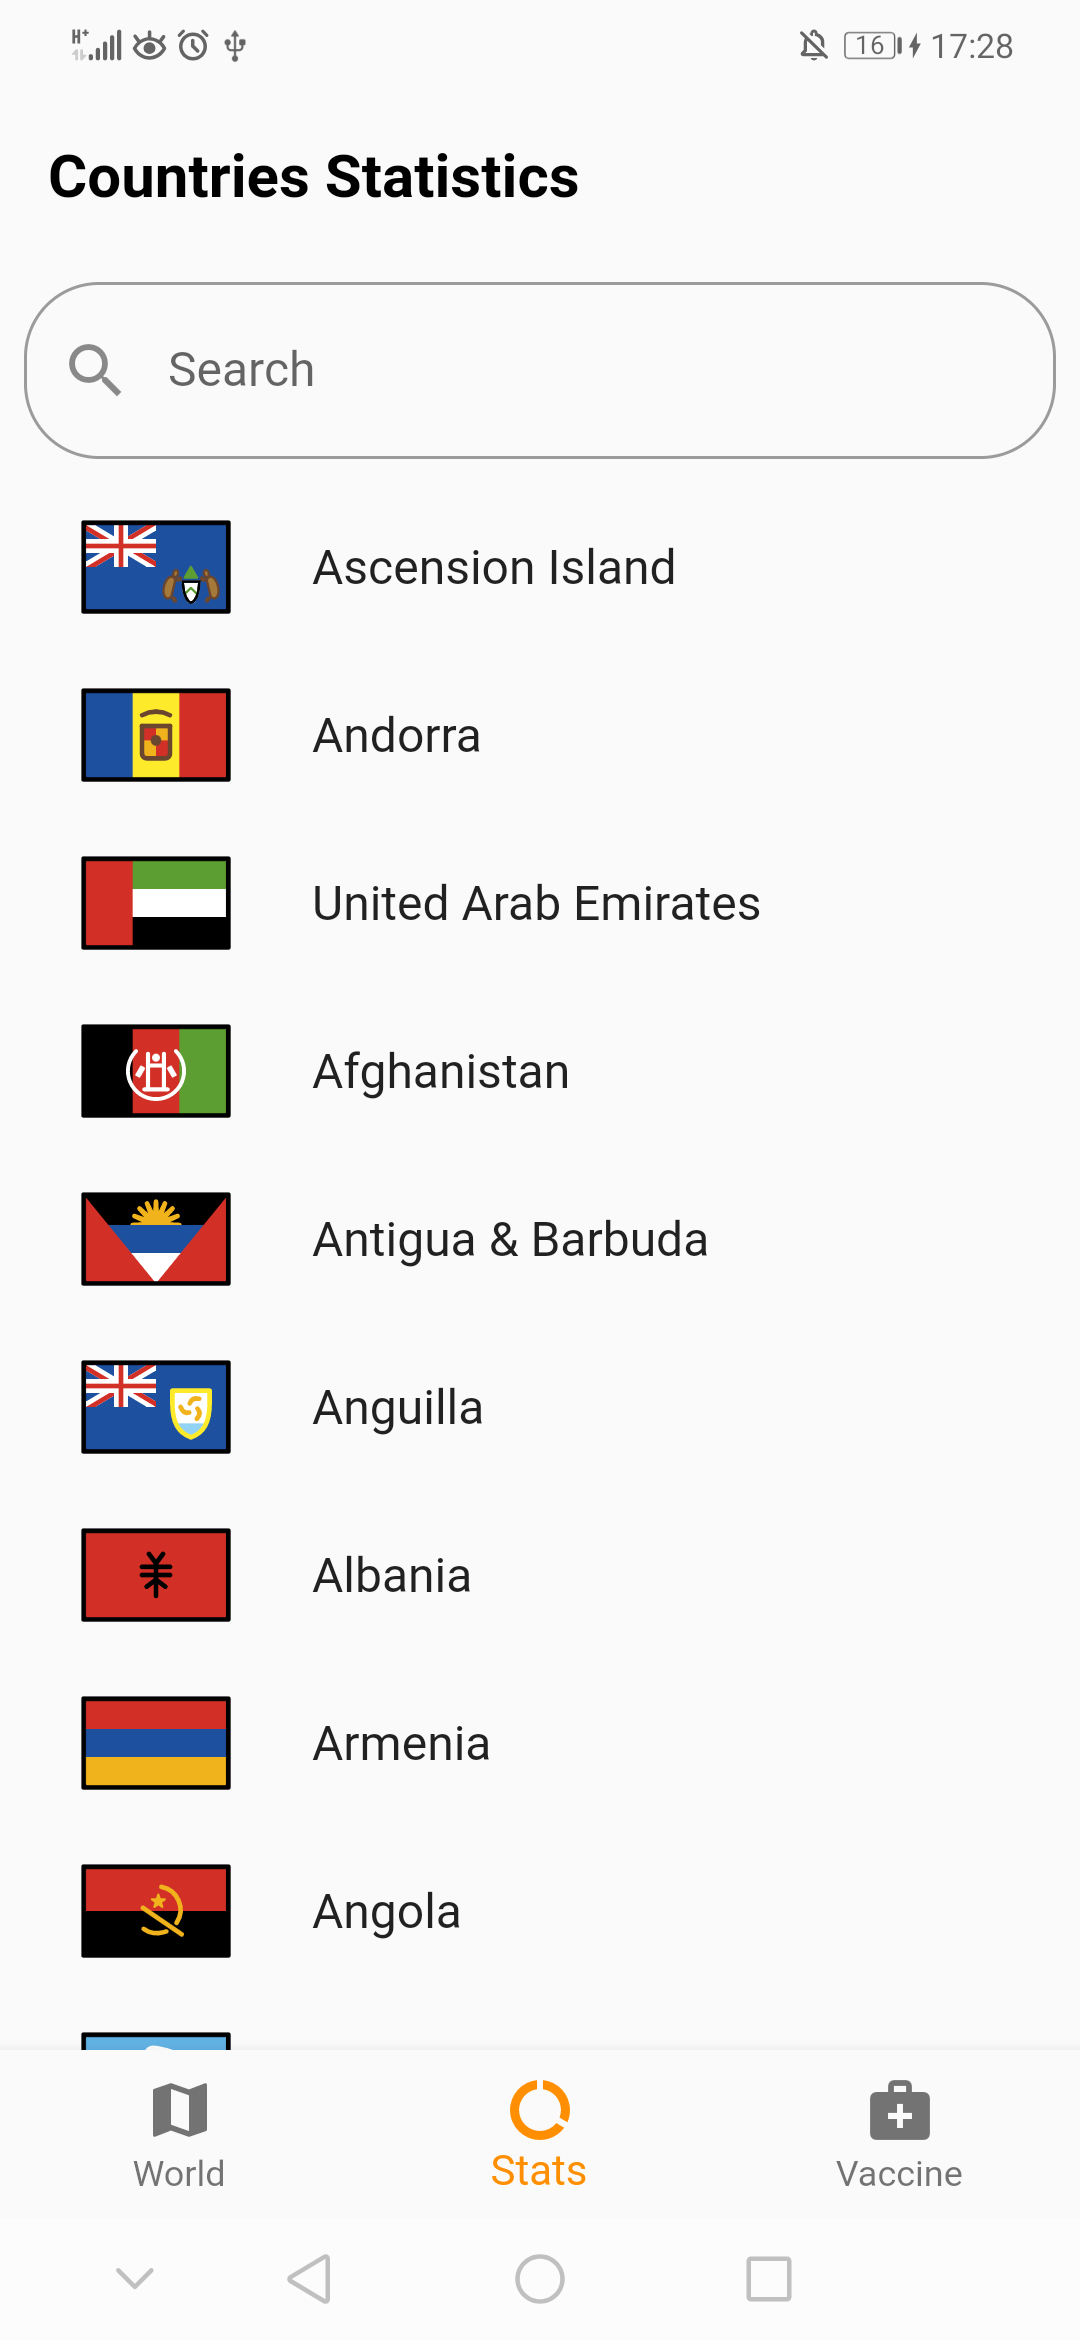 H+ 16 17:28
Countries Statistics
Search
Ascension Island
Andorra
United Arab Emirates
Afghanistan
Antigua & Barbuda
Anguilla
Albania
Armenia
Angola
World Stats Vaccine